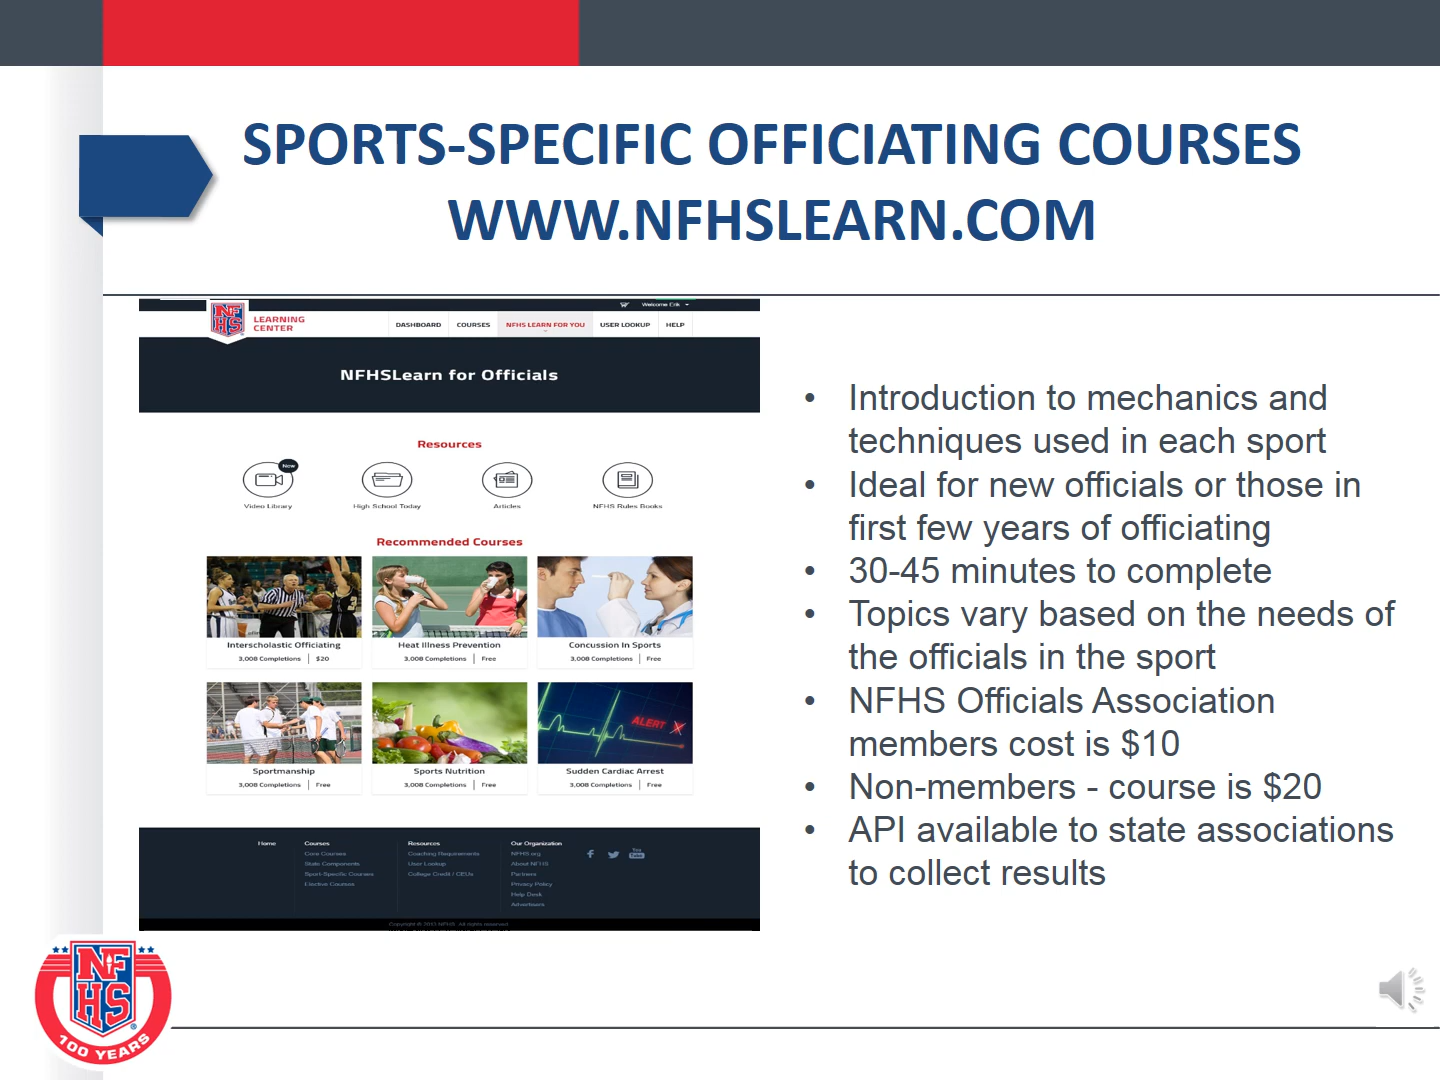 SPORTS-SPECIFIC OFFICIATING COURSES
WWW.NFHSLEARN.COM
Welcome Erik
NFHS
LEARNING
CENTER
DASHBOARD COURSES NFHS LEARN FOR YOU USER LOOKUP HELP
NFHSLearn for Officials
Resources
New
Video Library High School Today Articles NFHS Rules Books
Recommended Courses
Interscholastic Officiating Heat Illness Prevention Concussion In Sports
3,008 Completions | $20 3,008 Completions | Free 3,008 Completions | Free
ALERT X
Sportmanship Sports Nutrition Sudden Cardiac Arrest
3,008 Completions | Free 3,008 Completions | Free 3,008 Completions | Free
Home Courses Resources Our Organization
Core Courses Coaching Requirements NFHS.org
State Components User Lookup About NFHS
Sport-Specific Courses College Credit / CEUs Partners
Elective Courses Privacy Policy
Help Desk
Advertisers
You Tube
Copyright © 2017 NFHS. All rights reserved
• Introduction to mechanics and
techniques used in each sport
• Ideal for new officials or those in
first few years of officiating
• 30-45 minutes to complete
• Topics vary based on the needs of
the officials in the sport
• NFHS Officials Association
members cost is $10
• Non-members - course is $20
• API available to state associations
to collect results
NFHS
®
100 YEARS